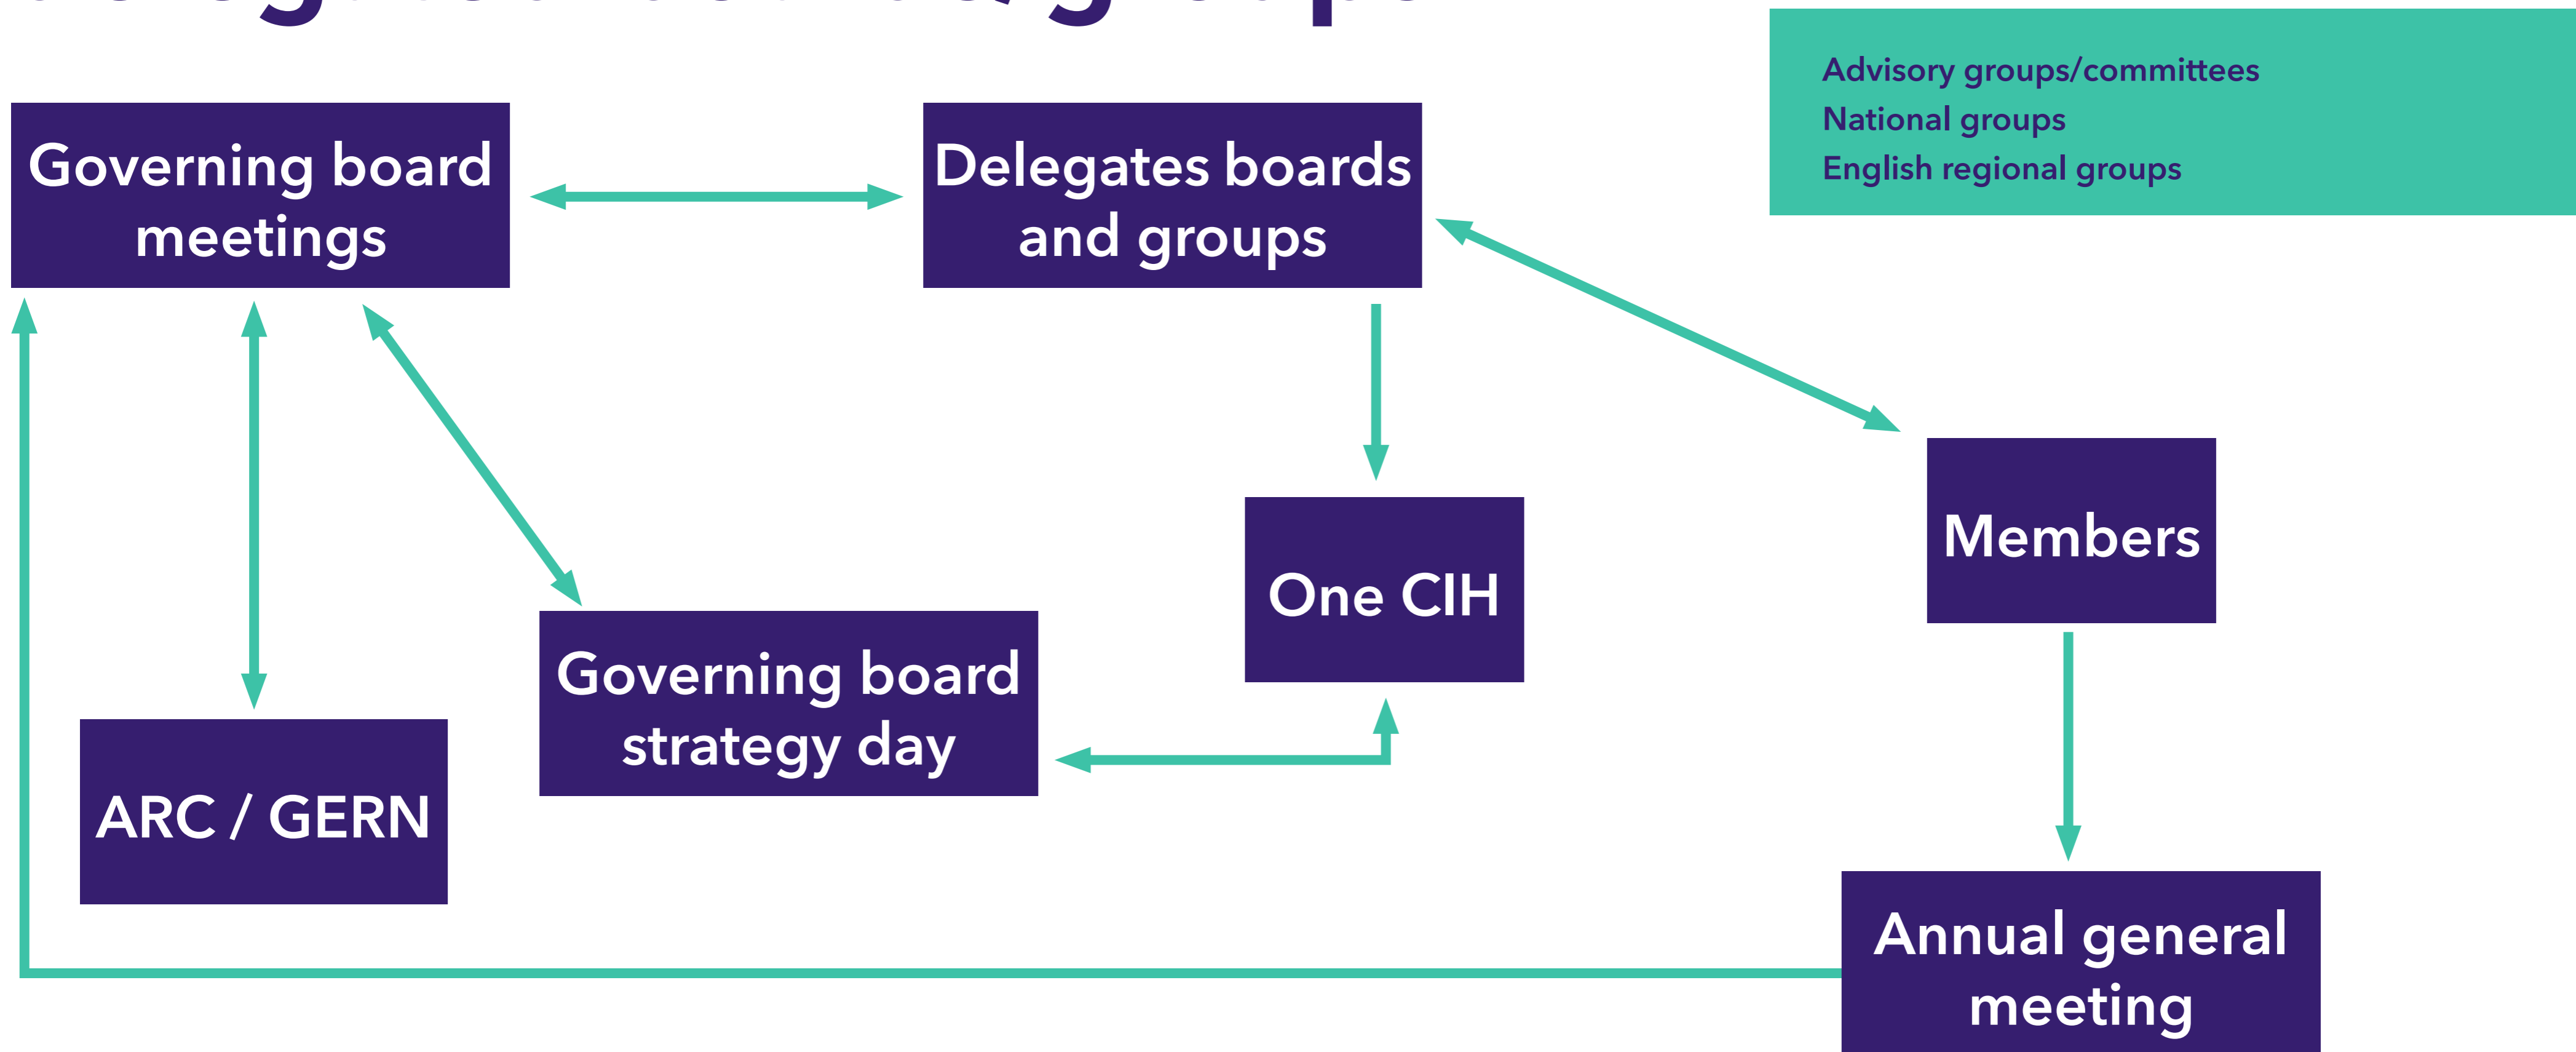 Governing board
meetings
Delegates boards
and groups
Advisory groups/committees
National groups
English regional groups
Members
One CIH
Governing board
strategy day
ARC / GERN
Annual general
meeting